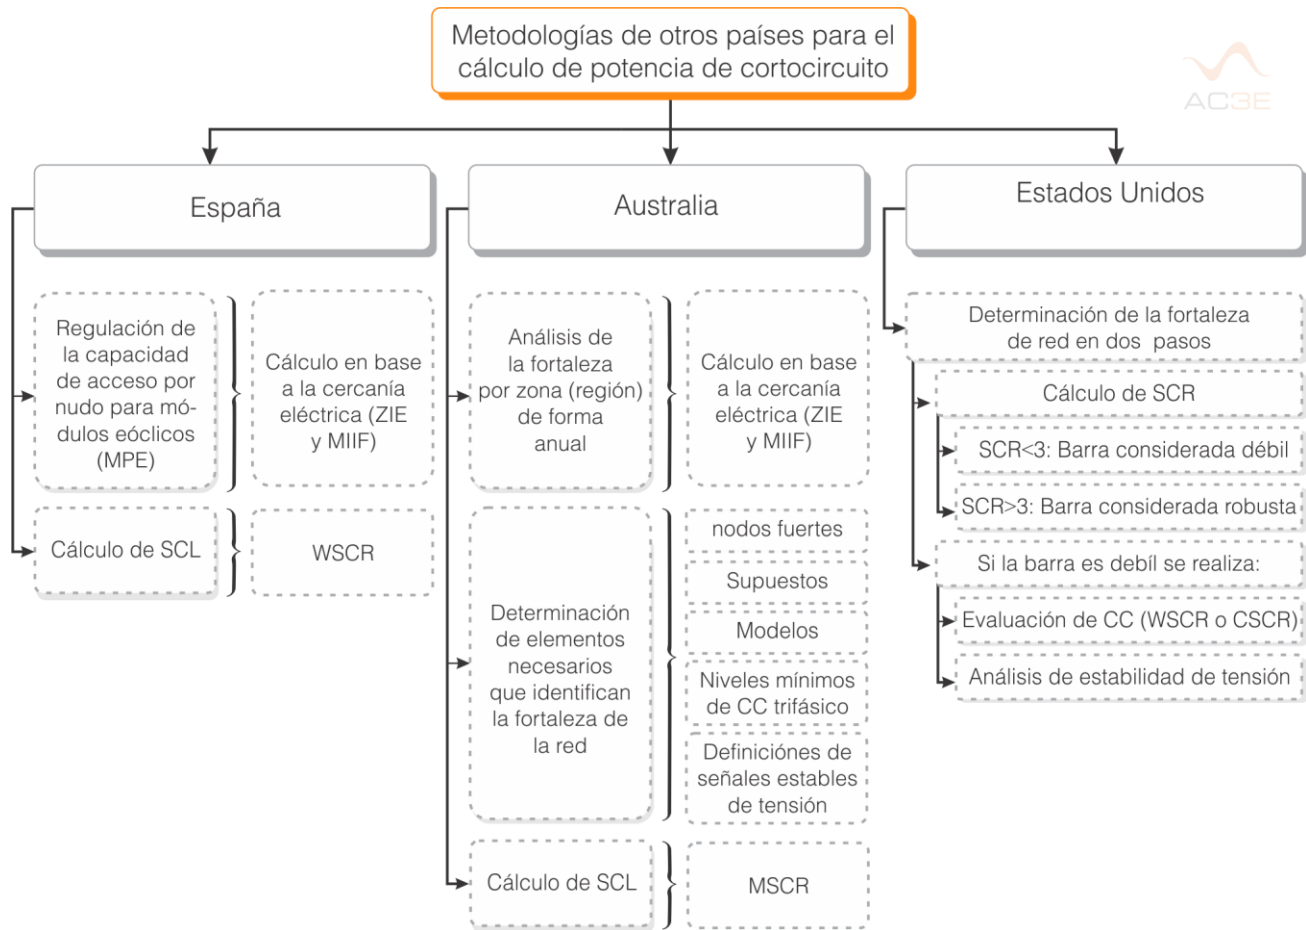 Metodologías de otros países para el
cálculo de potencia de cortocircuito
AC3E
España
Regulación de
la capacidad
de acceso por
nudo para mó-
dulos eóclicos
(MPE)
Cálculo en base
a la cercanía
eléctrica (ZIE
y MIIF)
Cálculo de SCL
WSCR
Australia
Análisis de
la fortaleza
por zona (región)
de forma
anual
Cálculo en base
a la cercanía
eléctrica (ZIE
y MIIF)
Determinación
de elementos
necesarios
que identifican
la fortaleza de
la red
nodos fuertes
Supuestos
Modelos
Niveles mínimos
de CC trifásico
Definiciónes de
señales estables
de tensión
Cálculo de SCL
MSCR
Estados Unidos
Determinación de la fortaleza
de red en dos pasos
Cálculo de SCR
SCR<3: Barra considerada débil
SCR>3: Barra considerada robusta
Si la barra es debíl se realiza:
Evaluación de CC (WSCR o CSCR)
Análisis de estabilidad de tensión